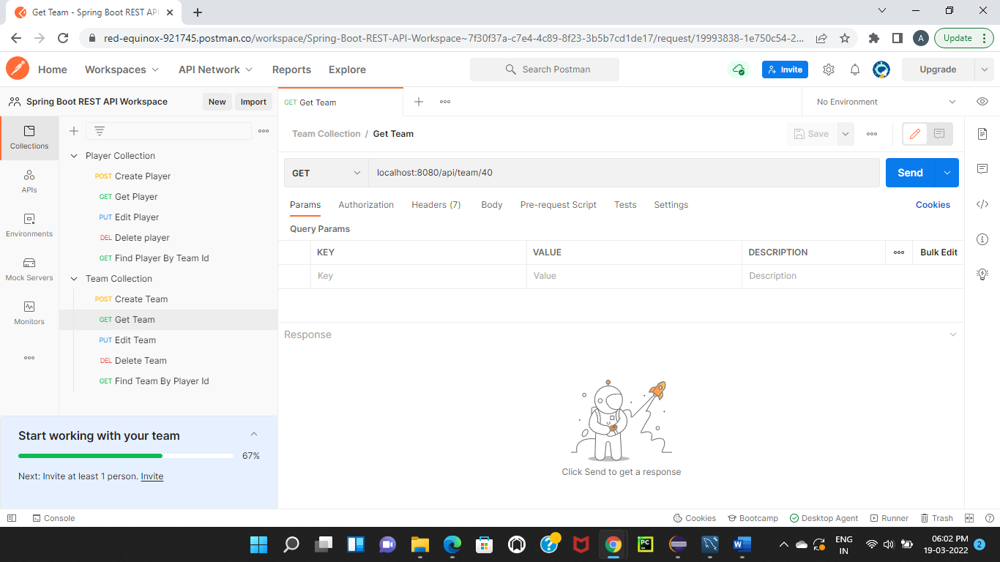 Get Team - Spring Boot REST API
red-equinox-921745.postman.co/workspace/Spring-Boot-REST-API-Workspace~7f30f37a-c7e4-4c89-8f23-3b5b7cd1de17/request/19993838-1e750c54-2...
A
Update
Home
Workspaces
API Network
Reports
Explore
Search Postman
Invite
Upgrade
Spring Boot REST API Workspace
New
Import
GET Get Team
No Environment
Collections
APIs
Environments
Mock Servers
Monitors
Player Collection
POST Create Player
GET Get Player
PUT Edit Player
DEL Delete player
GET Find Player By Team Id
Team Collection
POST Create Team
GET Get Team
PUT Edit Team
DEL Delete Team
GET Find Team By Player Id
Start working with your team
67%
Next: Invite at least 1 person. Invite
Team Collection / Get Team
Save
GET
localhost:8080/api/team/40
Send
Params
Authorization
Headers (7)
Body
Pre-request Script
Tests
Settings
Cookies
Query Params
KEY
VALUE
DESCRIPTION
Bulk Edit
Key
Value
Description
Response
Click Send to get a response
Console
Cookies
Bootcamp
Desktop Agent
Runner
Trash
PC
W
ENG
IN
06:02 PM
19-03-2022
2